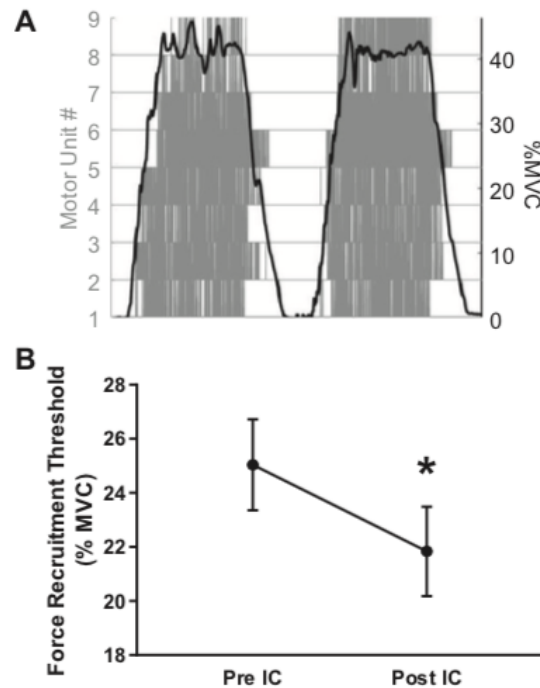 A
Motor Unit #
9
8
7
6
5
4
3
2
1
40
30
20
10
0
%MVC
B
Force Recruitment Threshold
(% MVC)
28
26
24
22
20
18
*
Pre IC
Post IC